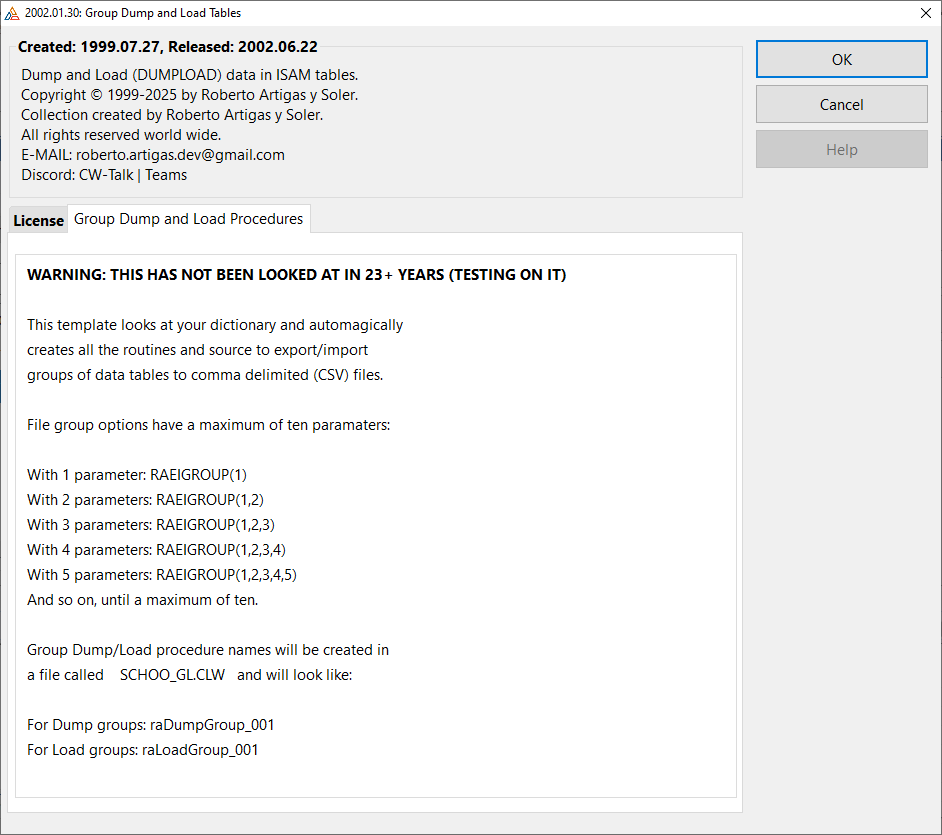 2002.01.30: Group Dump and Load Tables
Created: 1999.07.27, Released: 2002.06.22
Dump and Load (DUMPLOAD) data in ISAM tables.
Copyright © 1999-2025 by Roberto Artigas y Soler.
Collection created by Roberto Artigas y Soler.
All rights reserved world wide.
E-MAIL: roberto.artigas.dev@gmail.com
Discord: CW-Talk | Teams
OK
Cancel
Help
License
Group Dump and Load Procedures
WARNING: THIS HAS NOT BEEN LOOKED AT IN 23+ YEARS (TESTING ON IT)
This template looks at your dictionary and automagically
creates all the routines and source to export/import
groups of data tables to comma delimited (CSV) files.
File group options have a maximum of ten paramaters:
With 1 parameter: RAEIGROUP(1)
With 2 parameters: RAEIGROUP(1,2)
With 3 parameters: RAEIGROUP(1,2,3)
With 4 parameters: RAEIGROUP(1,2,3,4)
With 5 parameters: RAEIGROUP(1,2,3,4,5)
And so on, until a maximum of ten.
Group Dump/Load procedure names will be created in
a file called SCHOO_GL.CLW and will look like:
For Dump groups: raDumpGroup_001
For Load groups: raLoadGroup_001